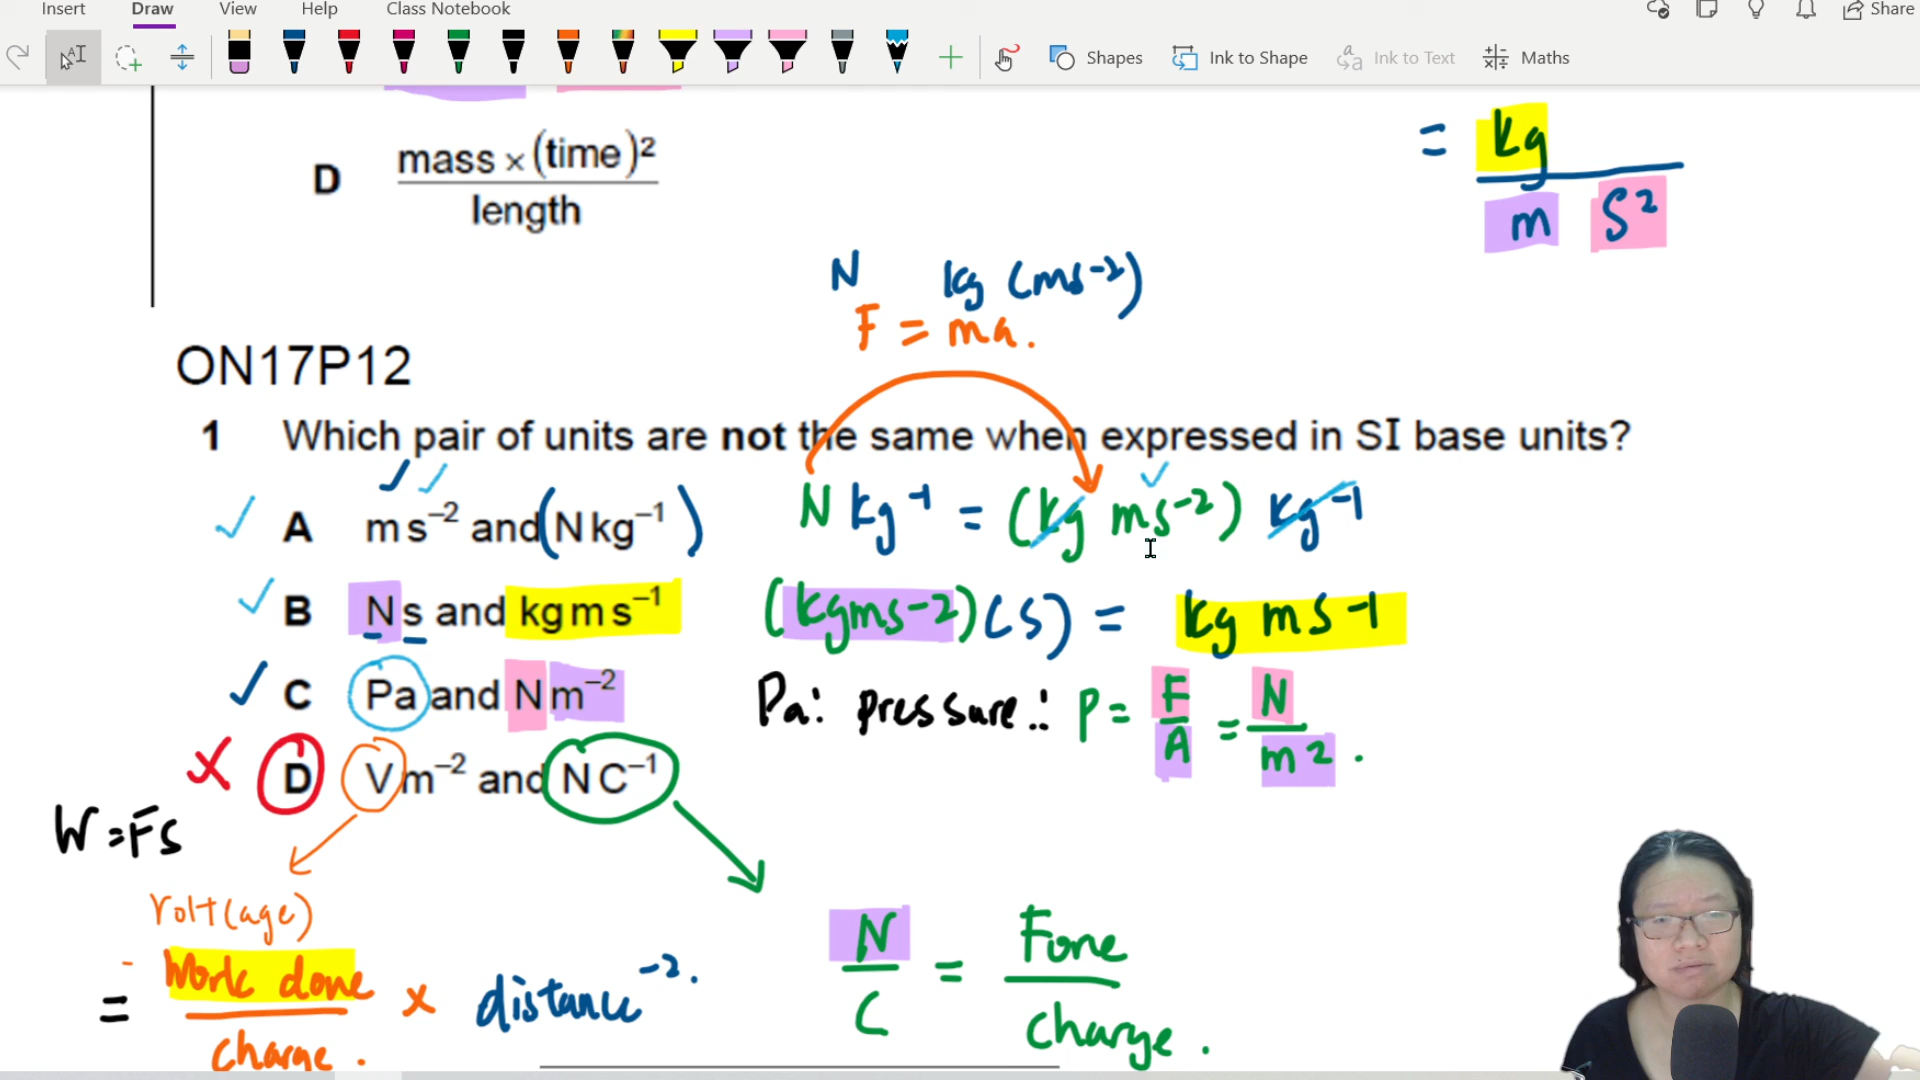 Insert Draw View Help Class Notebook Share
Shapes Ink to Shape Ink to Text Maths
D mass × (time)²
length
= kg
m s²
N kg (ms⁻²)
F = ma.
ON17P12
1 Which pair of units are not the same when expressed in SI base units?
A m s⁻² and (N kg⁻¹) N kg⁻¹ = (kg ms⁻²) kg⁻¹
B N s and kg m s⁻¹ (kgms⁻²)(s) = kg ms⁻¹
C Pa and N m⁻² Pa: pressure ∴ P = F/A = N/m².
D V m⁻² and N C⁻¹
W=Fs
Volt(age)
= Work done × distance⁻².
charge.
N = Force
C charge.